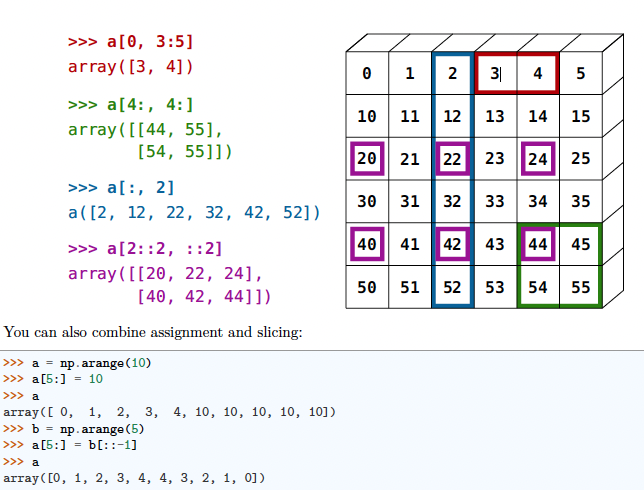 >>> a[0, 3:5]
array([3, 4])
>>> a[4:, 4:]
array([[44, 55],
       [54, 55]])
>>> a[:, 2]
a([2, 12, 22, 32, 42, 52])
>>> a[2::2, ::2]
array([[20, 22, 24],
       [40, 42, 44]])
0 1 2 3 4 5
10 11 12 13 14 15
20 21 22 23 24 25
30 31 32 33 34 35
40 41 42 43 44 45
50 51 52 53 54 55
You can also combine assignment and slicing:
>>> a = np.arange(10)
>>> a[5:] = 10
>>> a
array([ 0,  1,  2,  3,  4, 10, 10, 10, 10, 10])
>>> b = np.arange(5)
>>> a[5:] = b[::-1]
>>> a
array([0, 1, 2, 3, 4, 4, 3, 2, 1, 0])